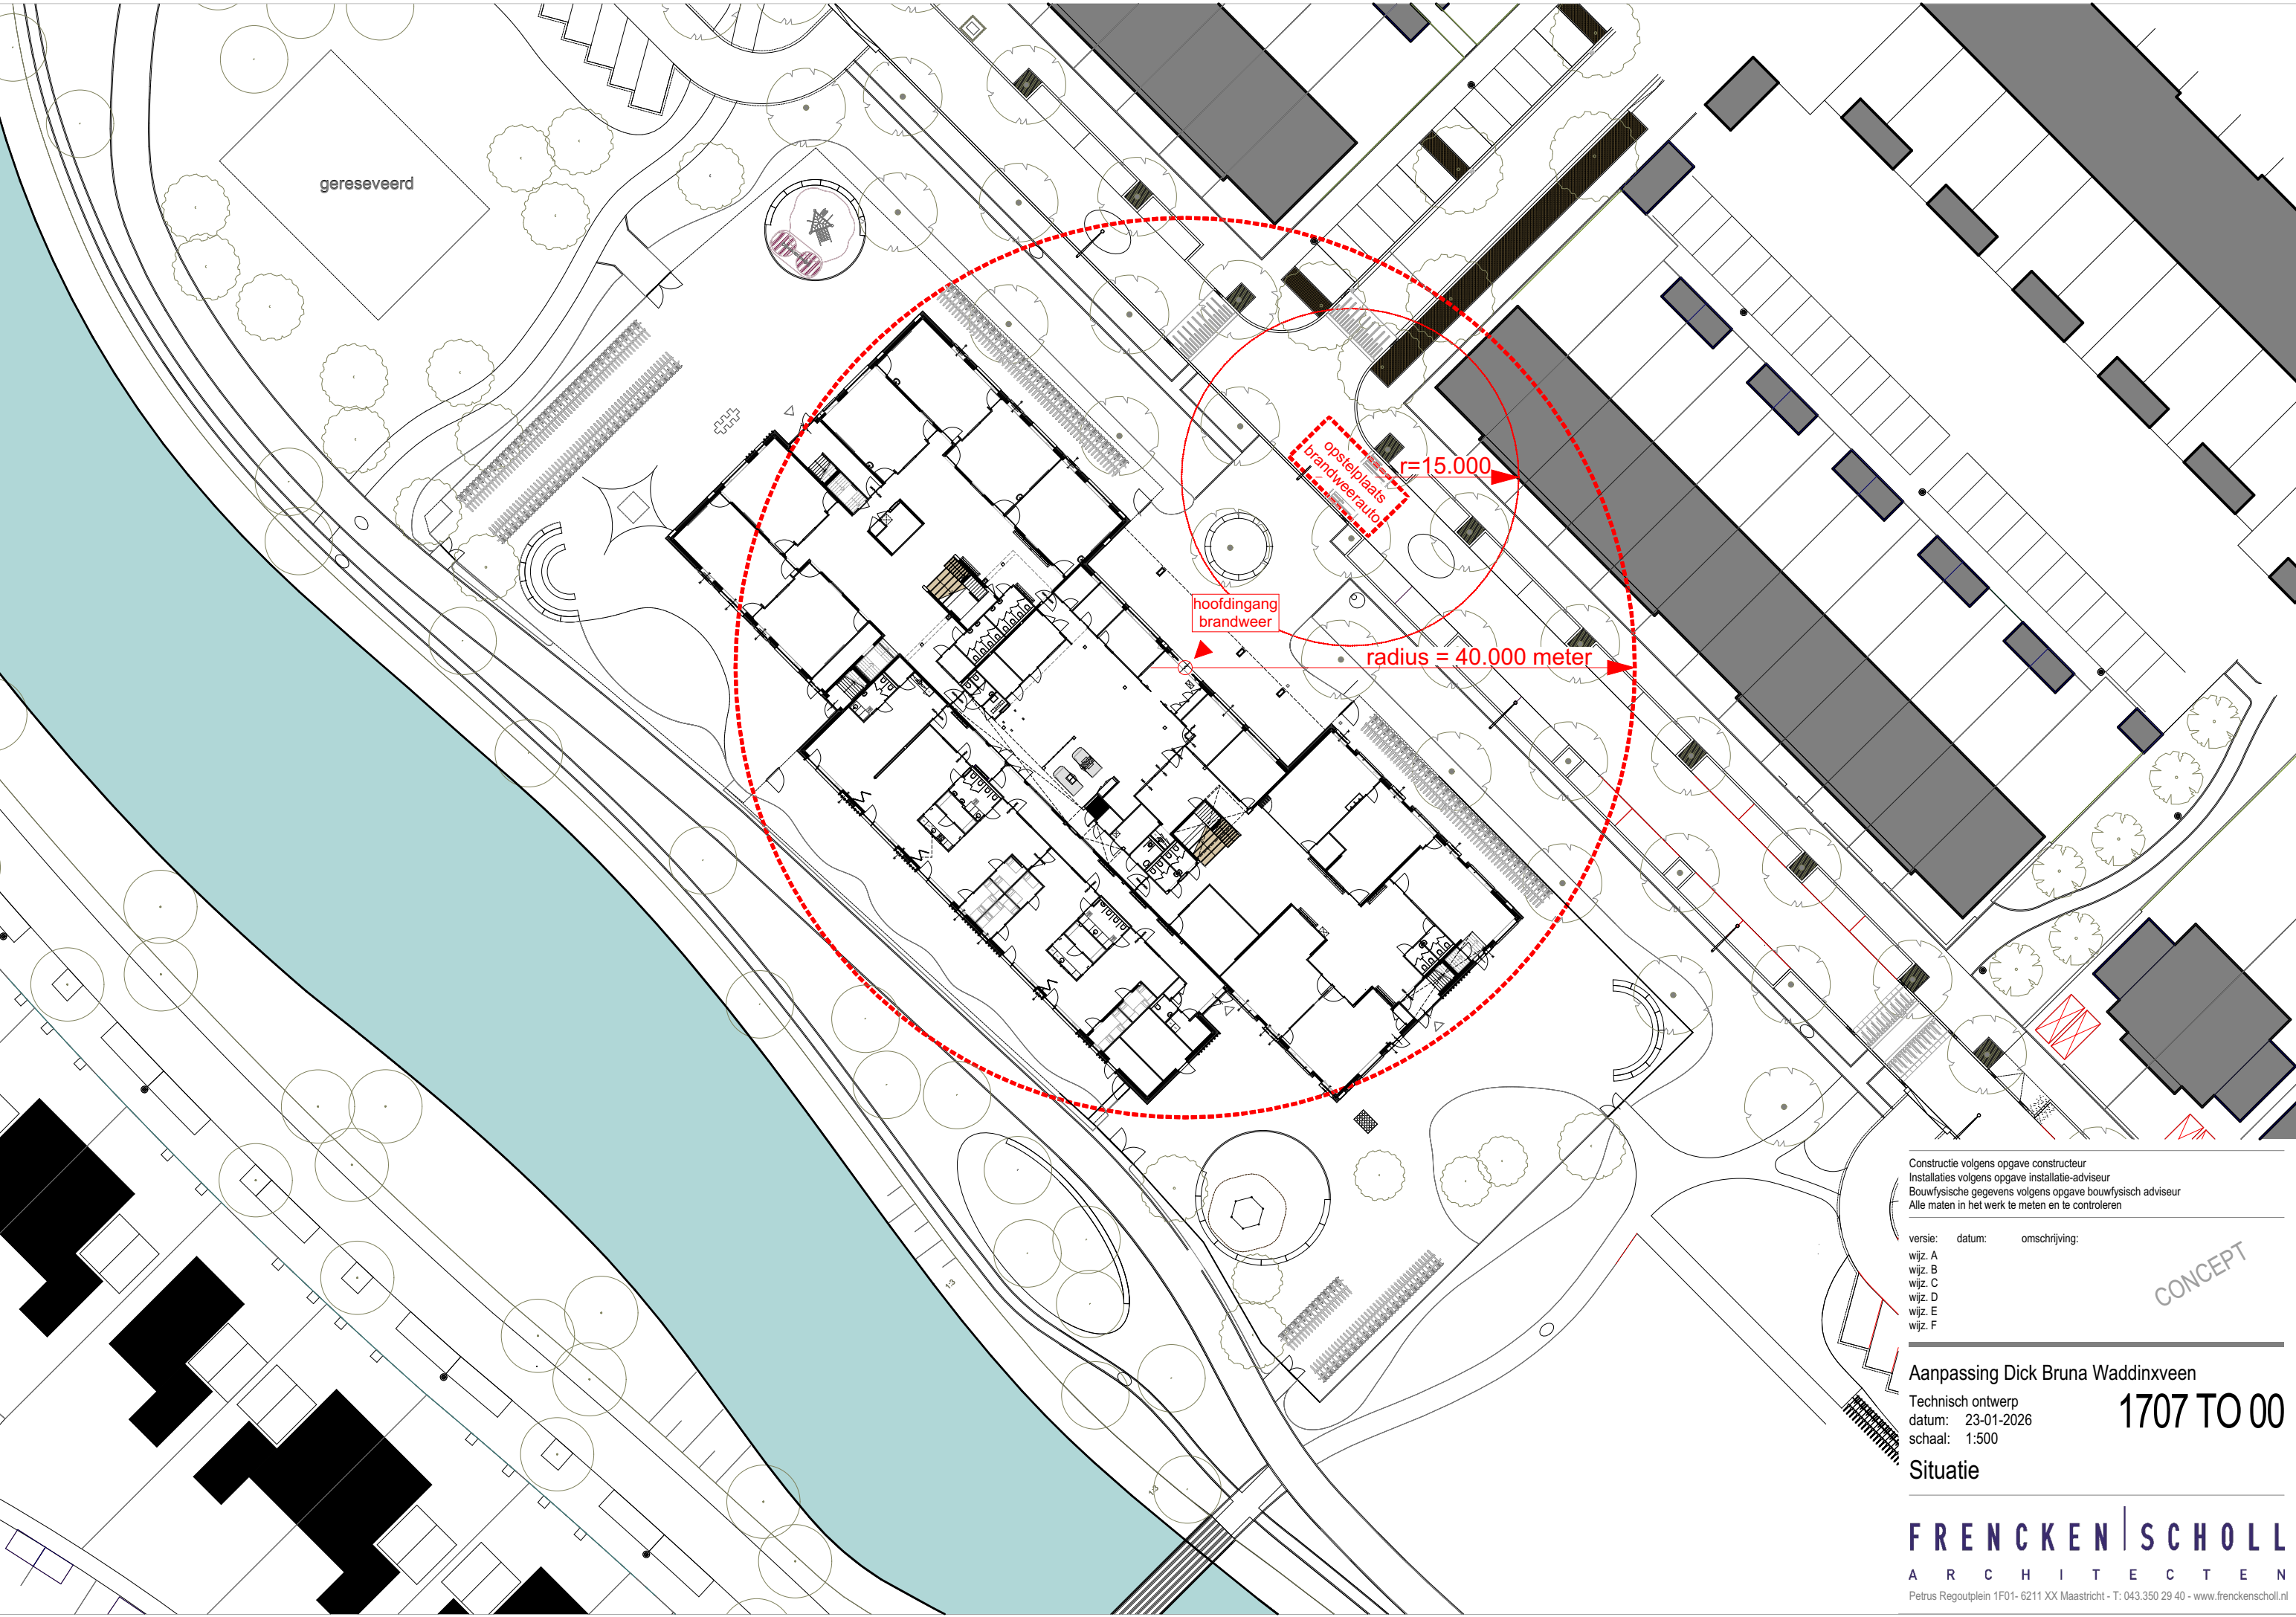 gereseveerd
opstelplaats
brandweerauto
r=15.000
hoofdingang
brandweer
radius = 40.000 meter
1:3
1:3
Constructie volgens opgave constructeur
Installaties volgens opgave installatie-adviseur
Bouwfysische gegevens volgens opgave bouwfysisch adviseur
Alle maten in het werk te meten en te controleren
versie: datum: omschrijving:
wijz. A
wijz. B
wijz. C
wijz. D
wijz. E
wijz. F
CONCEPT
Aanpassing Dick Bruna Waddinxveen
Technisch ontwerp
datum: 23-01-2026
schaal: 1:500
1707 TO 00
Situatie
FRENCKEN SCHOLL
ARCHITECTEN
Petrus Regoutplein 1F01- 6211 XX Maastricht - T: 043.350 29 40 - www.frenckenscholl.nl